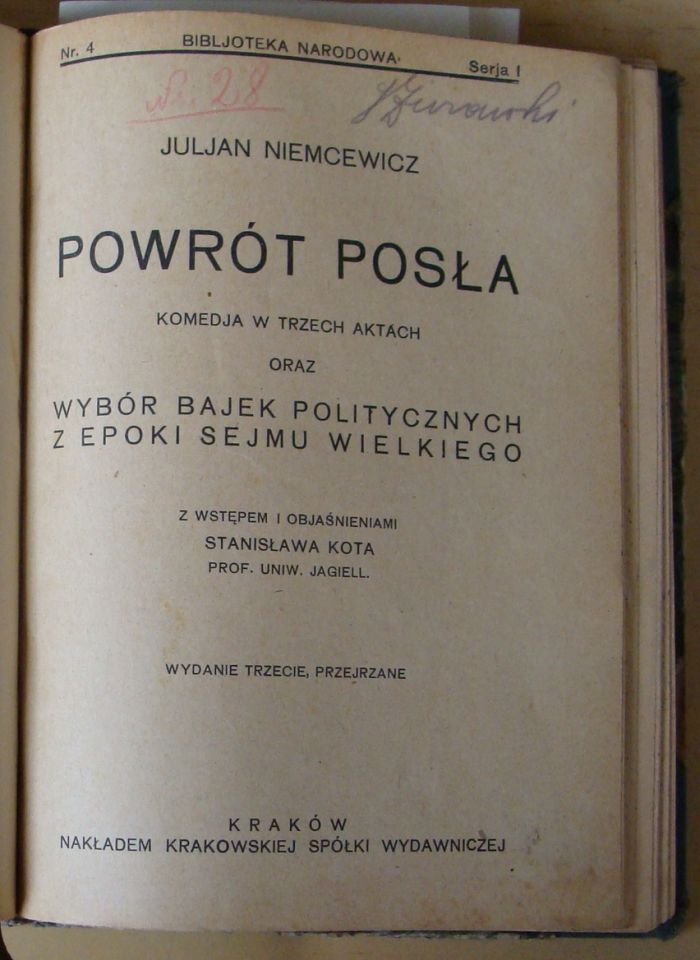 Nr. 4 BIBLJOTEKA NARODOWA Serja I
Nr. 28
JULJAN NIEMCEWICZ
POWRÓT POSŁA
KOMEDJA W TRZECH AKTACH
ORAZ
WYBÓR BAJEK POLITYCZNYCH
Z EPOKI SEJMU WIELKIEGO
Z WSTĘPEM I OBJAŚNIENIAMI
STANISŁAWA KOTA
PROF. UNIW. JAGIELL.
WYDANIE TRZECIE, PRZEJRZANE
KRAKÓW
NAKŁADEM KRAKOWSKIEJ SPÓŁKI WYDAWNICZEJ